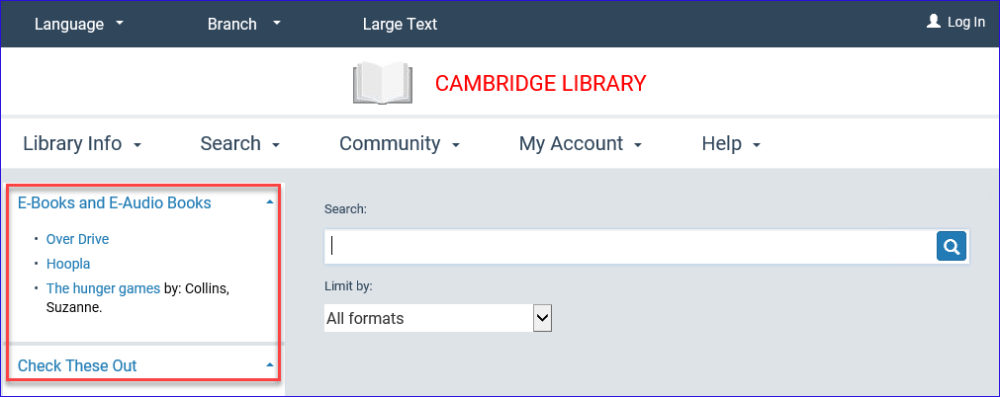 Language Branch Large Text Log In
CAMBRIDGE LIBRARY
Library Info Search Community My Account Help
E-Books and E-Audio Books
• Over Drive
• Hoopla
• The hunger games by: Collins,
Suzanne.
Check These Out
Search:
Limit by:
All formats